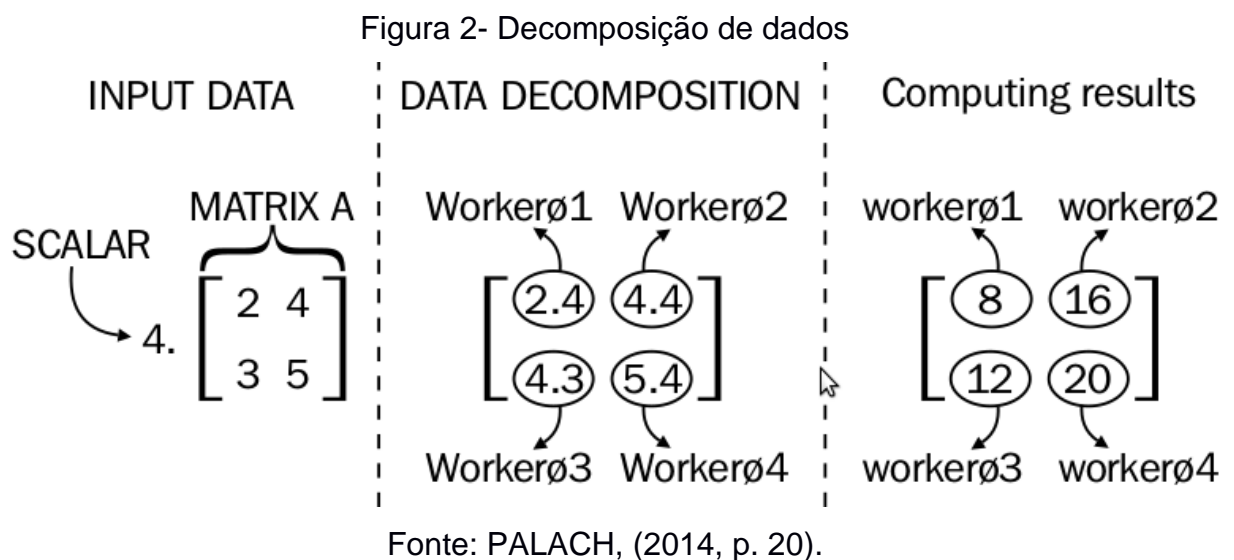 Figura 2- Decomposição de dados
INPUT DATA
DATA DECOMPOSITION
Computing results
SCALAR
MATRIX A
4.
2 4
3 5
Workerø1 Workerø2
2.4 4.4
4.3 5.4
Workerø3 Workerø4
workerø1 workerø2
8 16
12 20
workerø3 workerø4
Fonte: PALACH, (2014, p. 20).